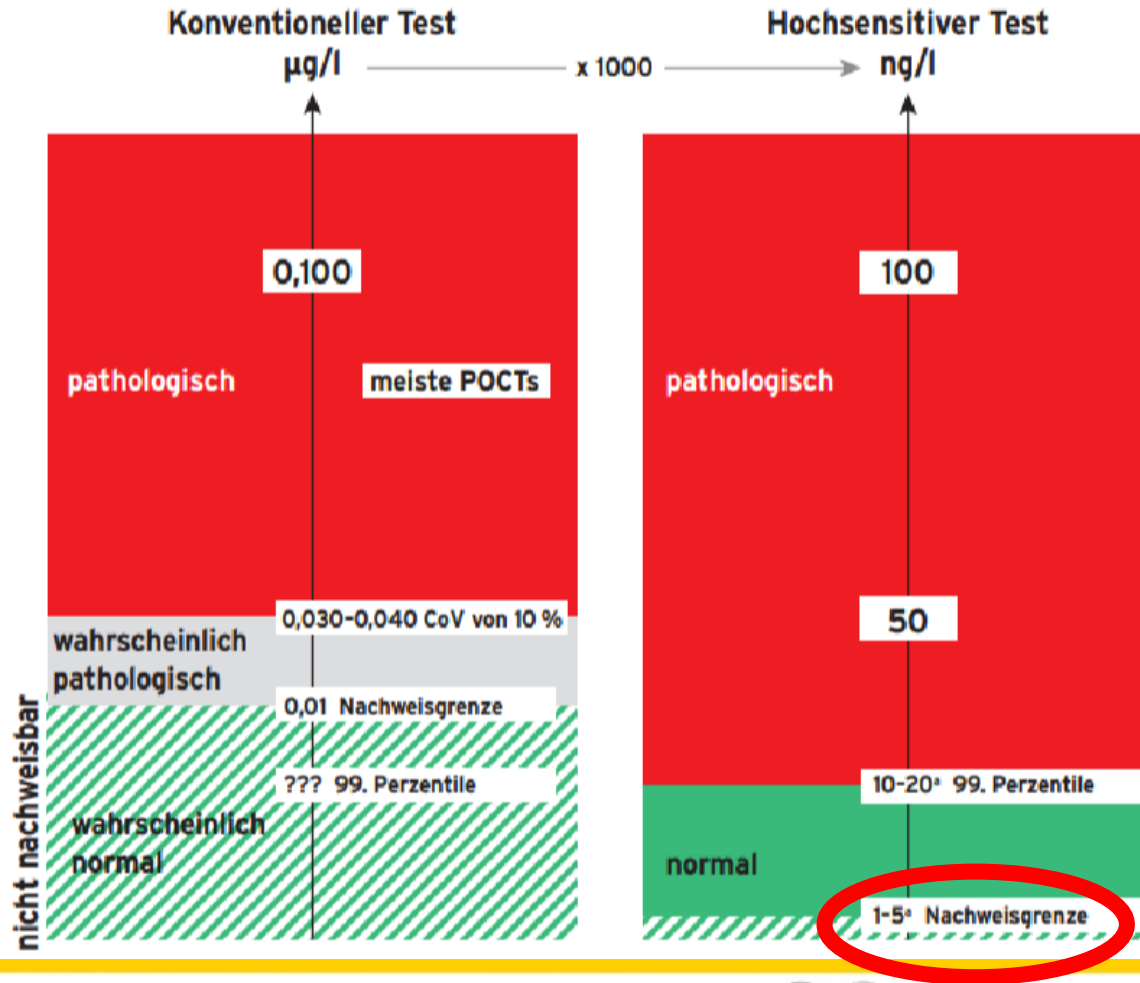 Konventioneller Test
µg/l
x 1000
Hochsensitiver Test
ng/l
0,100
pathologisch
meiste POCTs
0,030-0,040 CoV von 10 %
wahrscheinlich
pathologisch
0,01 Nachweisgrenze
??? 99. Perzentile
wahrscheinlich
normal
nicht nachweisbar
100
pathologisch
50
10-20ᵃ 99. Perzentile
normal
1-5ᵃ Nachweisgrenze